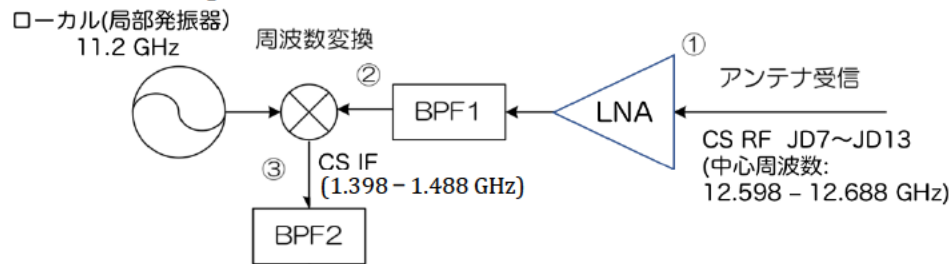 ローカル(局部発振器)
11.2 GHz
周波数変換
①
②
アンテナ受信
BPF1
LNA
CS RF JD7～JD13
(中心周波数:
12.598 – 12.688 GHz)
③
CS IF
(1.398 – 1.488 GHz)
BPF2